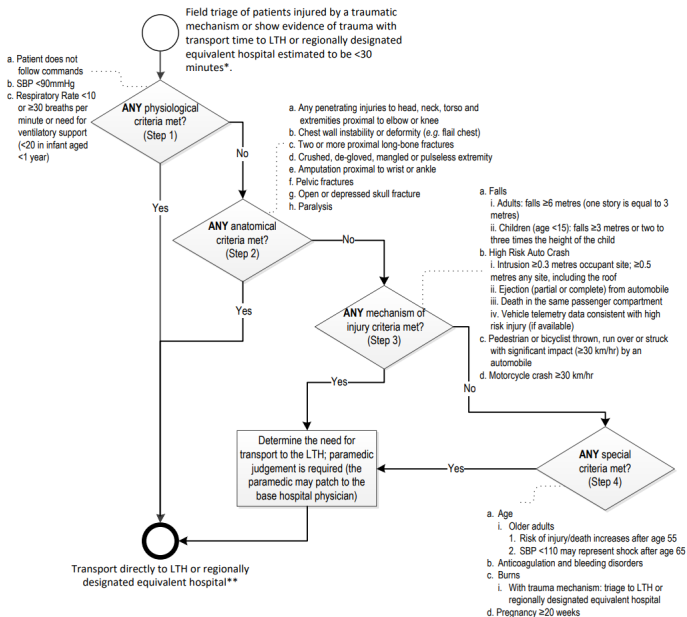 Field triage of patients injured by a traumatic
mechanism or show evidence of trauma with
transport time to LTH or regionally designated
equivalent hospital estimated to be <30
minutes*.
a. Patient does not
follow commands
b. SBP <90mmHg
c. Respiratory Rate <10
or ≥30 breaths per
minute or need for
ventilatory support
(<20 in infant aged
<1 year)
ANY physiological
criteria met?
(Step 1)
No
Yes
a. Any penetrating injuries to head, neck, torso and
extremities proximal to elbow or knee
b. Chest wall instability or deformity (e.g. flail chest)
c. Two or more proximal long-bone fractures
d. Crushed, de-gloved, mangled or pulseless extremity
e. Amputation proximal to wrist or ankle
f. Pelvic fractures
g. Open or depressed skull fracture
h. Paralysis
ANY anatomical
criteria met?
(Step 2)
No
Yes
a. Falls
i. Adults: falls ≥6 metres (one story is equal to 3
metres)
ii. Children (age <15): falls ≥3 metres or two to
three times the height of the child
b. High Risk Auto Crash
i. Intrusion ≥0.3 metres occupant site; ≥0.5
metres any site, including the roof
ii. Ejection (partial or complete) from automobile
iii. Death in the same passenger compartment
iv. Vehicle telemetry data consistent with high
risk injury (if available)
c. Pedestrian or bicyclist thrown, run over or struck
with significant impact (≥30 km/hr) by an
automobile
d. Motorcycle crash ≥30 km/hr
ANY mechanism of
injury criteria met?
(Step 3)
Yes
No
Determine the need for
transport to the LTH; paramedic
judgement is required (the
paramedic may patch to the
base hospital physician)
Yes
ANY special
criteria met?
(Step 4)
a. Age
i. Older adults
1. Risk of injury/death increases after age 55
2. SBP <110 may represent shock after age 65
b. Anticoagulation and bleeding disorders
c. Burns
i. With trauma mechanism: triage to LTH or
regionally designated equivalent hospital
d. Pregnancy ≥20 weeks
Transport directly to LTH or regionally
designated equivalent hospital**